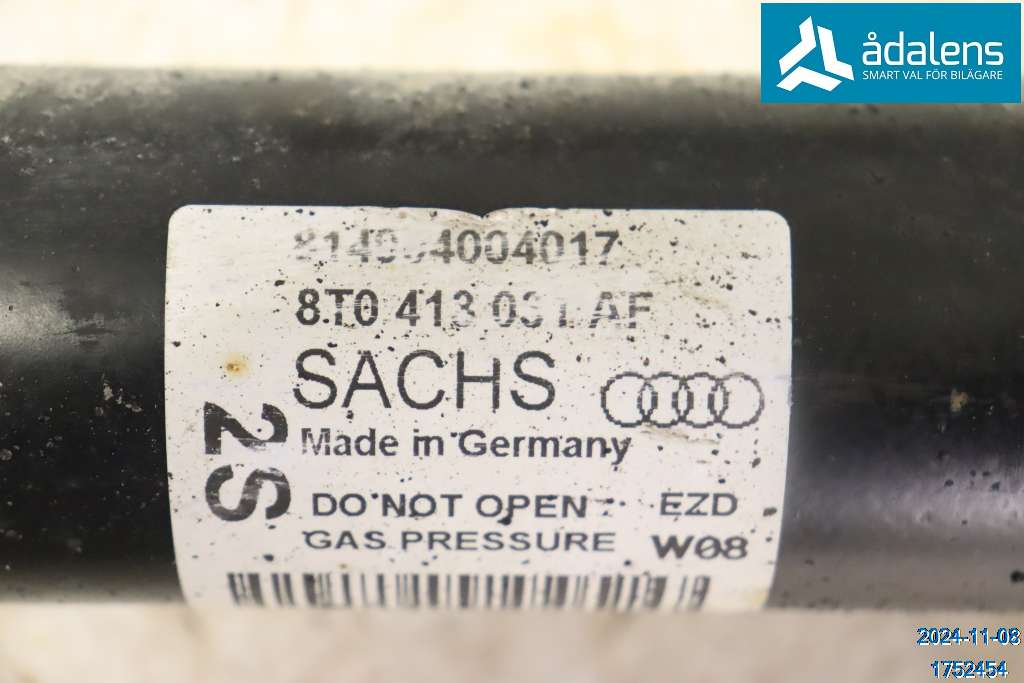 ådalens
SMART VAL FÖR BILÄGARE
8T0 413 031 AF
SACHS
Made in Germany
2S
DO NOT OPEN
EZD
GAS PRESSURE
W08
2024-11-08
1752454